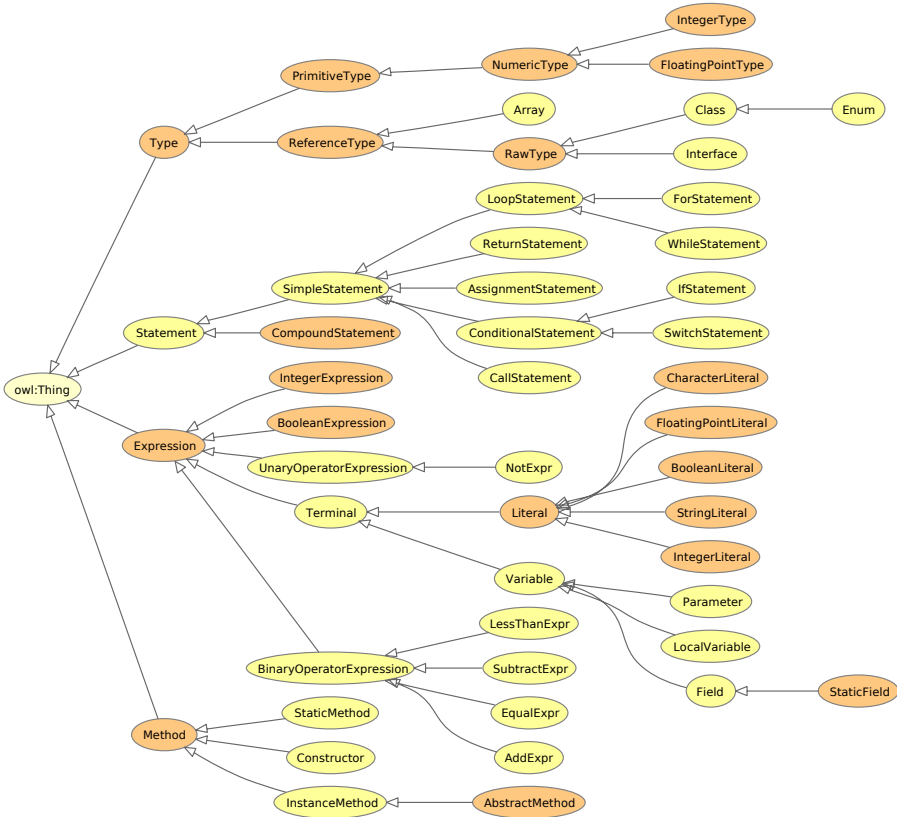 IntegerType
NumericType
FloatingPointType
PrimitiveType
Array
Class
Enum
Type
ReferenceType
RawType
Interface
LoopStatement
ForStatement
ReturnStatement
WhileStatement
SimpleStatement
AssignmentStatement
IfStatement
Statement
CompoundStatement
ConditionalStatement
SwitchStatement
CallStatement
owl:Thing
IntegerExpression
CharacterLiteral
BooleanExpression
FloatingPointLiteral
Expression
UnaryOperatorExpression
NotExpr
BooleanLiteral
Terminal
Literal
StringLiteral
IntegerLiteral
Variable
Parameter
LessThanExpr
LocalVariable
BinaryOperatorExpression
SubtractExpr
Field
StaticField
StaticMethod
EqualExpr
Method
Constructor
AddExpr
InstanceMethod
AbstractMethod